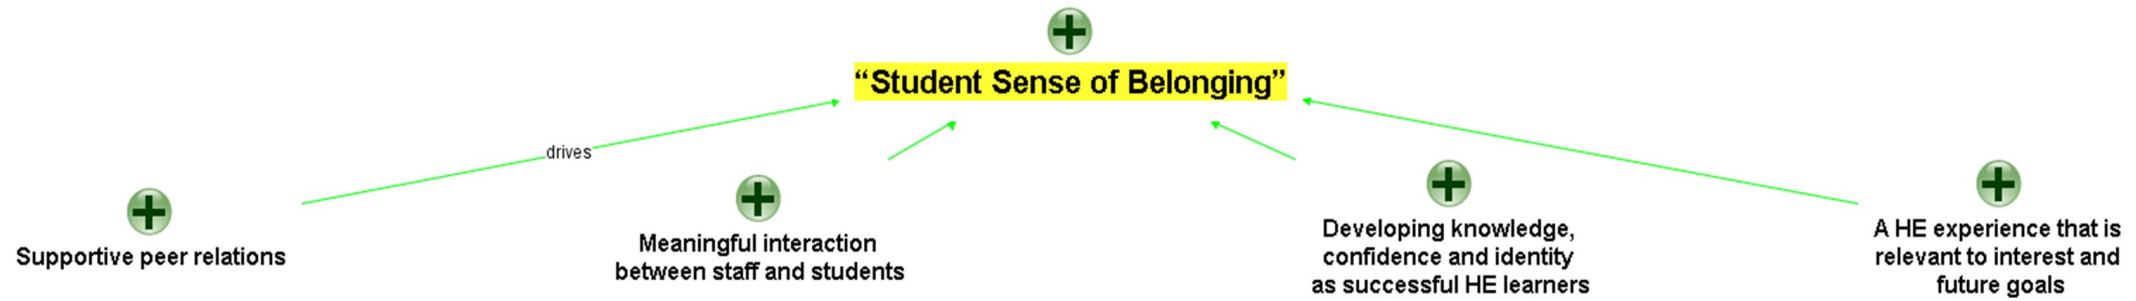 “Student Sense of Belonging”
drives
Supportive peer relations
Meaningful interaction
between staff and students
Developing knowledge,
confidence and identity
as successful HE learners
A HE experience that is
relevant to interest and
future goals